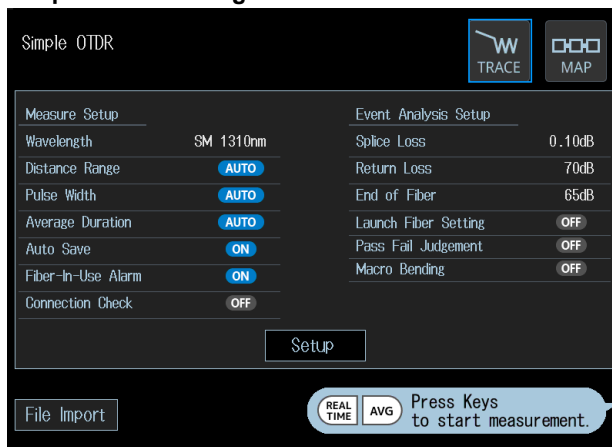 Simple OTDR
TRACE
MAP
Measure Setup
Wavelength SM 1310nm
Distance Range AUTO
Pulse Width AUTO
Average Duration AUTO
Auto Save ON
Fiber-In-Use Alarm ON
Connection Check OFF
Event Analysis Setup
Splice Loss 0.10dB
Return Loss 70dB
End of Fiber 65dB
Launch Fiber Setting OFF
Pass Fail Judgement OFF
Macro Bending OFF
Setup
File Import
REAL TIME AVG Press Keys
to start measurement.